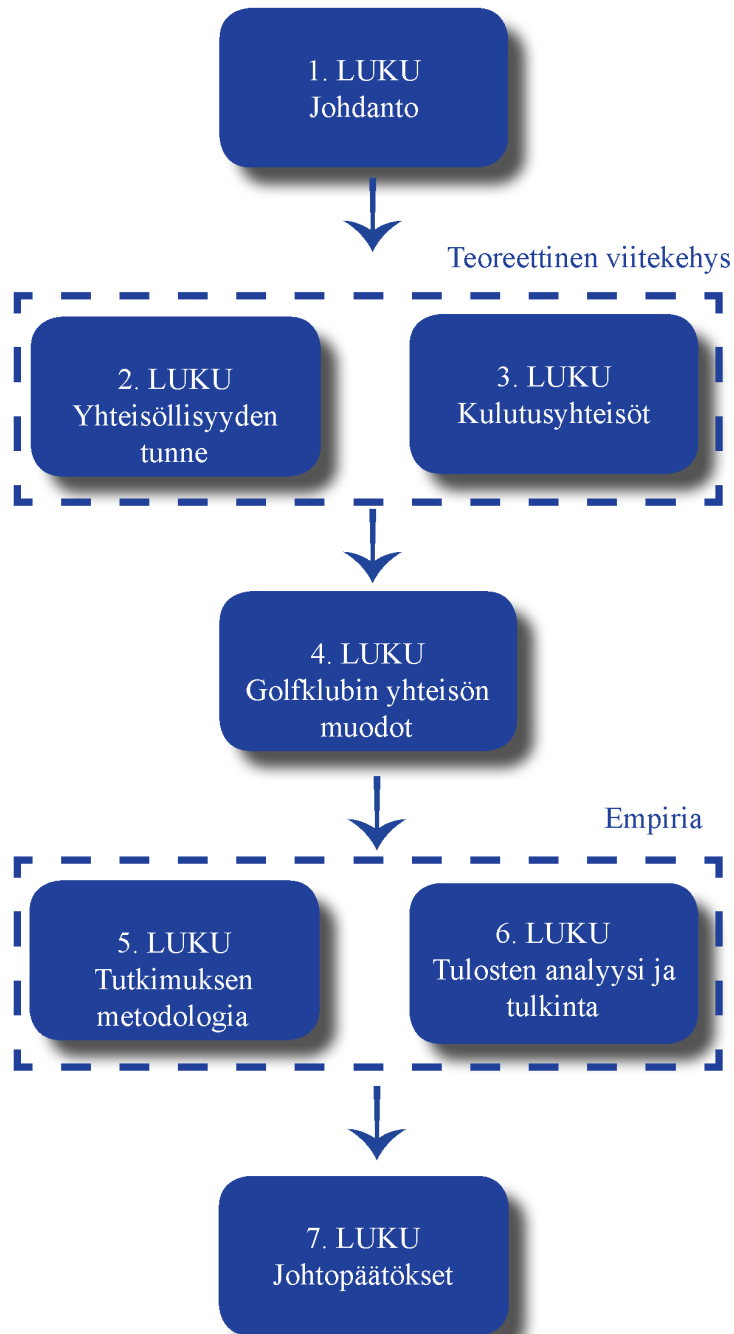 1. LUKU
Johdanto
Teoreettinen viitekehys
2. LUKU
Yhteisöllisyyden
tunne
3. LUKU
Kulutusyhteisöt
4. LUKU
Golfklubin yhteisön
muodot
Empiria
5. LUKU
Tutkimuksen
metodologia
6. LUKU
Tulosten analyysi ja
tulkinta
7. LUKU
Johtopäätökset